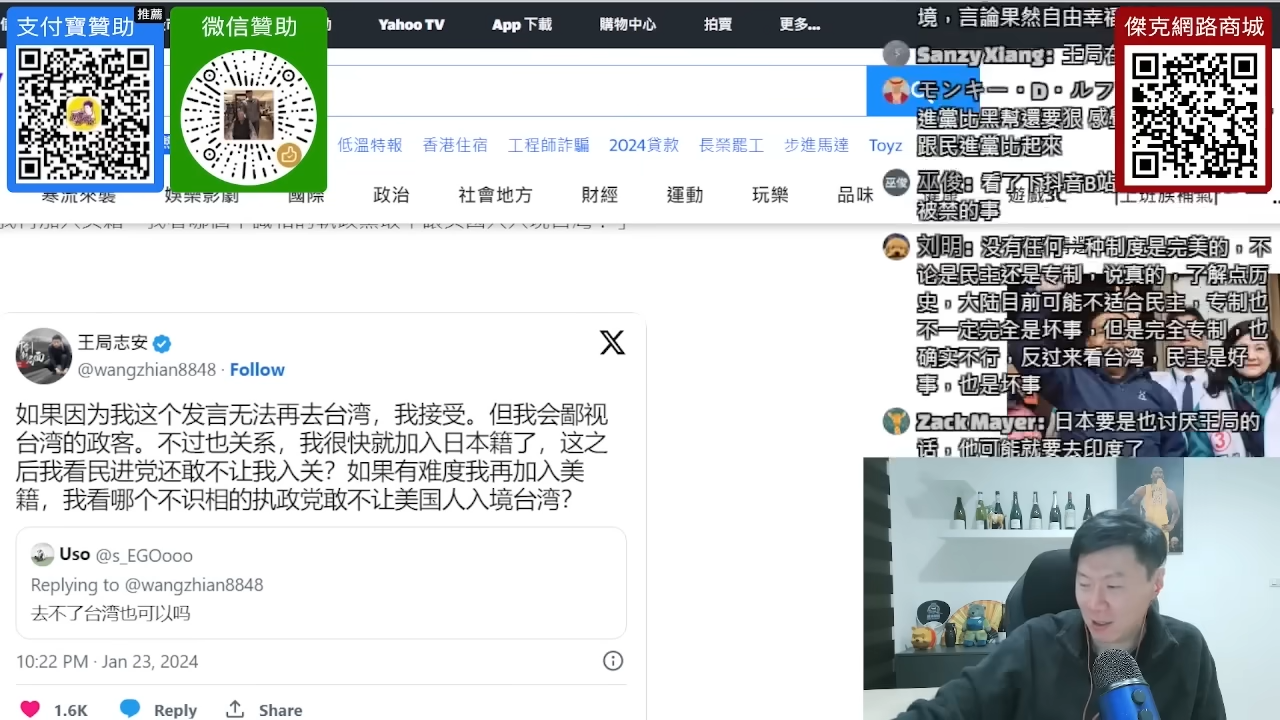 支付寶贊助
推薦
微信贊助
Yahoo TV
App 下載
購物中心
拍賣
更多...
低溫特報
香港住宿
工程師詐騙
2024貸款
長榮罷工
步進馬達
Toyz
寒流來襲
娛樂影劇
國際
政治
社會地方
財經
運動
玩樂
品味
遊戲3C
王局志安
@wangzhian8848 · Follow
如果因为我这个发言无法再去台湾，我接受。但我会鄙视
台湾的政客。不过也关系，我很快就加入日本籍了，这之
后我看民进党还敢不让我入关？如果有难度我再加入美
籍，我看哪个不识相的执政党敢不让美国人入境台湾？
Uso @s_EGOooo
Replying to @wangzhian8848
去不了台湾也可以吗
10:22 PM · Jan 23, 2024
1.6K
Reply
Share
境，言論果然自由幸福
Sanzy Xiang: 王局在
モンキー・D・ルフ
進黨比黑幫還要狠 感覺
跟民進黨比起來
巫俊: 看了下抖音B站
被禁的事
刘明: 没有任何一种制度是完美的，不
论是民主还是专制，说真的，了解点历
史，大陆目前可能不适合民主，专制也
不一定完全是坏事，但是完全专制，也
确实不行，反过来看台湾，民主是好
事，也是坏事
Zack Mayer: 日本要是也讨厌王局的
话，他可能就要去印度了
傑克網路商城
3